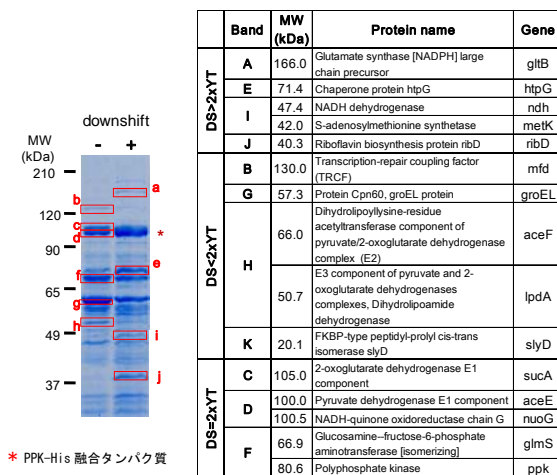 downshift
MW
(kDa)
- +
210
120
90
65
49
37
a
b
c
d
*
e
f
g
h
i
j
* PPK-His 融合タンパク質
Band MW (kDa) Protein name Gene
DS>2xYT
A 166.0 Glutamate synthase [NADPH] large
chain precursor gltB
E 71.4 Chaperone protein htpG htpG
I 47.4 NADH dehydrogenase ndh
42.0 S-adenosylmethionine synthetase metK
J 40.3 Riboflavin biosynthesis protein ribD ribD
DS<2xYT
B 130.0 Transcription-repair coupling factor
(TRCF) mfd
G 57.3 Protein Cpn60, groEL protein groEL
H 66.0 Dihydrolipoyllysine-residue
acetyltransferase component of
pyruvate/2-oxoglutarate dehydrogenase
complex (E2) aceF
50.7 E3 component of pyruvate and 2-
oxoglutarate dehydrogenases
complexes, Dihydrolipoamide
dehydrogenase lpdA
K 20.1 FKBP-type peptidyl-prolyl cis-trans
isomerase slyD slyD
DS=2xYT
C 105.0 2-oxoglutarate dehydrogenase E1
component sucA
D 100.0 Pyruvate dehydrogenase E1 component aceE
100.5 NADH-quinone oxidoreductase chain G nuoG
F 66.9 Glucosamine--fructose-6-phosphate
aminotransferase [isomerizing] glmS
80.6 Polyphosphate kinase ppk